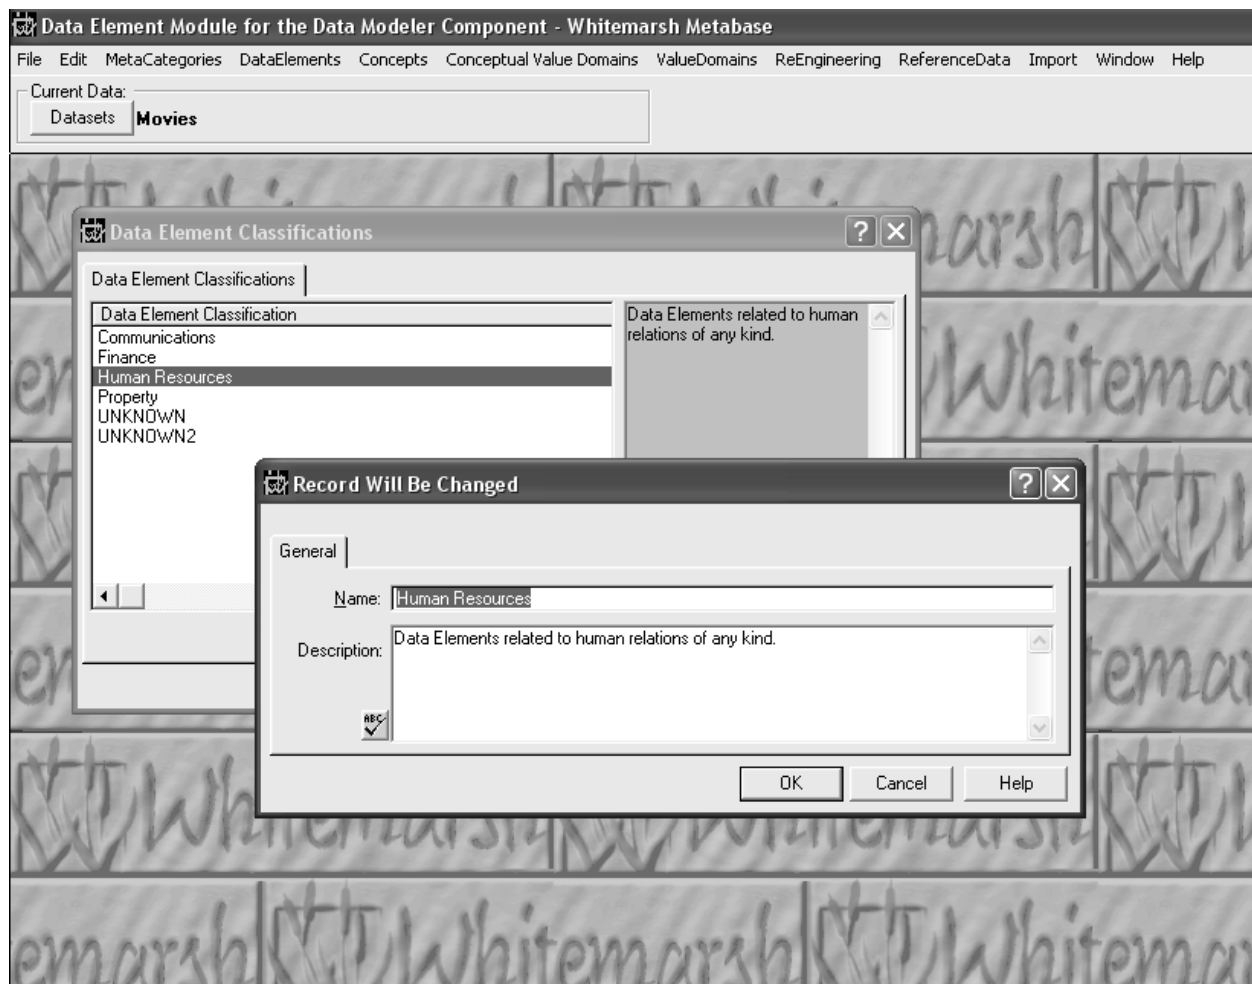 Data Element Module for the Data Modeler Component - Whitemarsh Metabase
File Edit MetaCategories DataElements Concepts Conceptual Value Domains ValueDomains ReEngineering ReferenceData Import Window Help
Current Data:
Datasets Movies
Data Element Classifications
Data Element Classifications
Data Element Classification
Communications
Finance
Human Resources
Property
UNKNOWN
UNKNOWN2
Data Elements related to human
relations of any kind.
Record Will Be Changed
General
Name: Human Resources
Description: Data Elements related to human relations of any kind.
ABC
OK Cancel Help
Whitemarsh